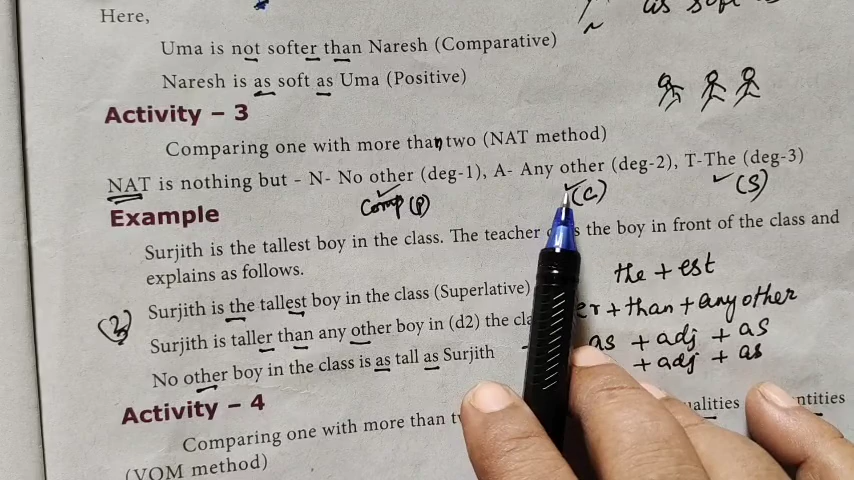 Here,
as soft
Uma is not softer than Naresh (Comparative)
Naresh is as soft as Uma (Positive)
Activity – 3
Comparing one with more than two (NAT method)
NAT is nothing but - N- No other (deg-1), A- Any other (deg-2), T-The (deg-3)
Comp (P) (C) (S)
Example
Surjith is the tallest boy in the class. The teacher the boy in front of the class and
explains as follows.
the + est
(3) Surjith is the tallest boy in the class (Superlative)
er + than + any other
Surjith is taller than any other boy in (d2) the
as + adj + as
No other boy in the class is as tall as Surjith
+ adj + as
Activity – 4
Comparing one with more than
(VOM method)